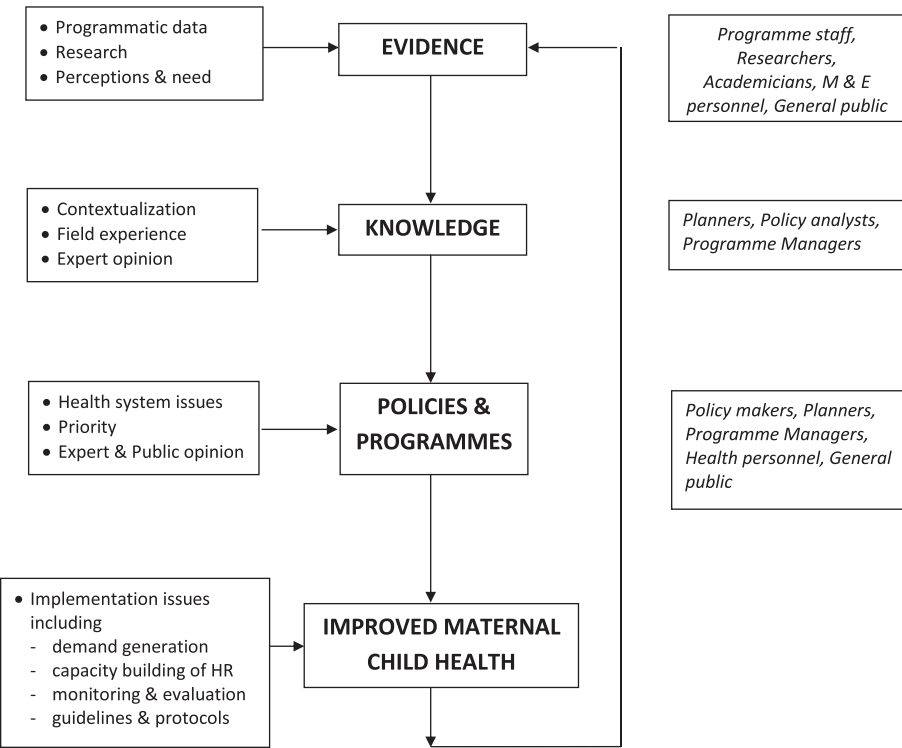 • Programmatic data
• Research
• Perceptions & need
EVIDENCE
Programme staff,
Researchers,
Academicians, M & E
personnel, General public
• Contextualization
• Field experience
• Expert opinion
KNOWLEDGE
Planners, Policy analysts,
Programme Managers
• Health system issues
• Priority
• Expert & Public opinion
POLICIES &
PROGRAMMES
Policy makers, Planners,
Programme Managers,
Health personnel, General
public
• Implementation issues
including
- demand generation
- capacity building of HR
- monitoring & evaluation
- guidelines & protocols
IMPROVED MATERNAL
CHILD HEALTH